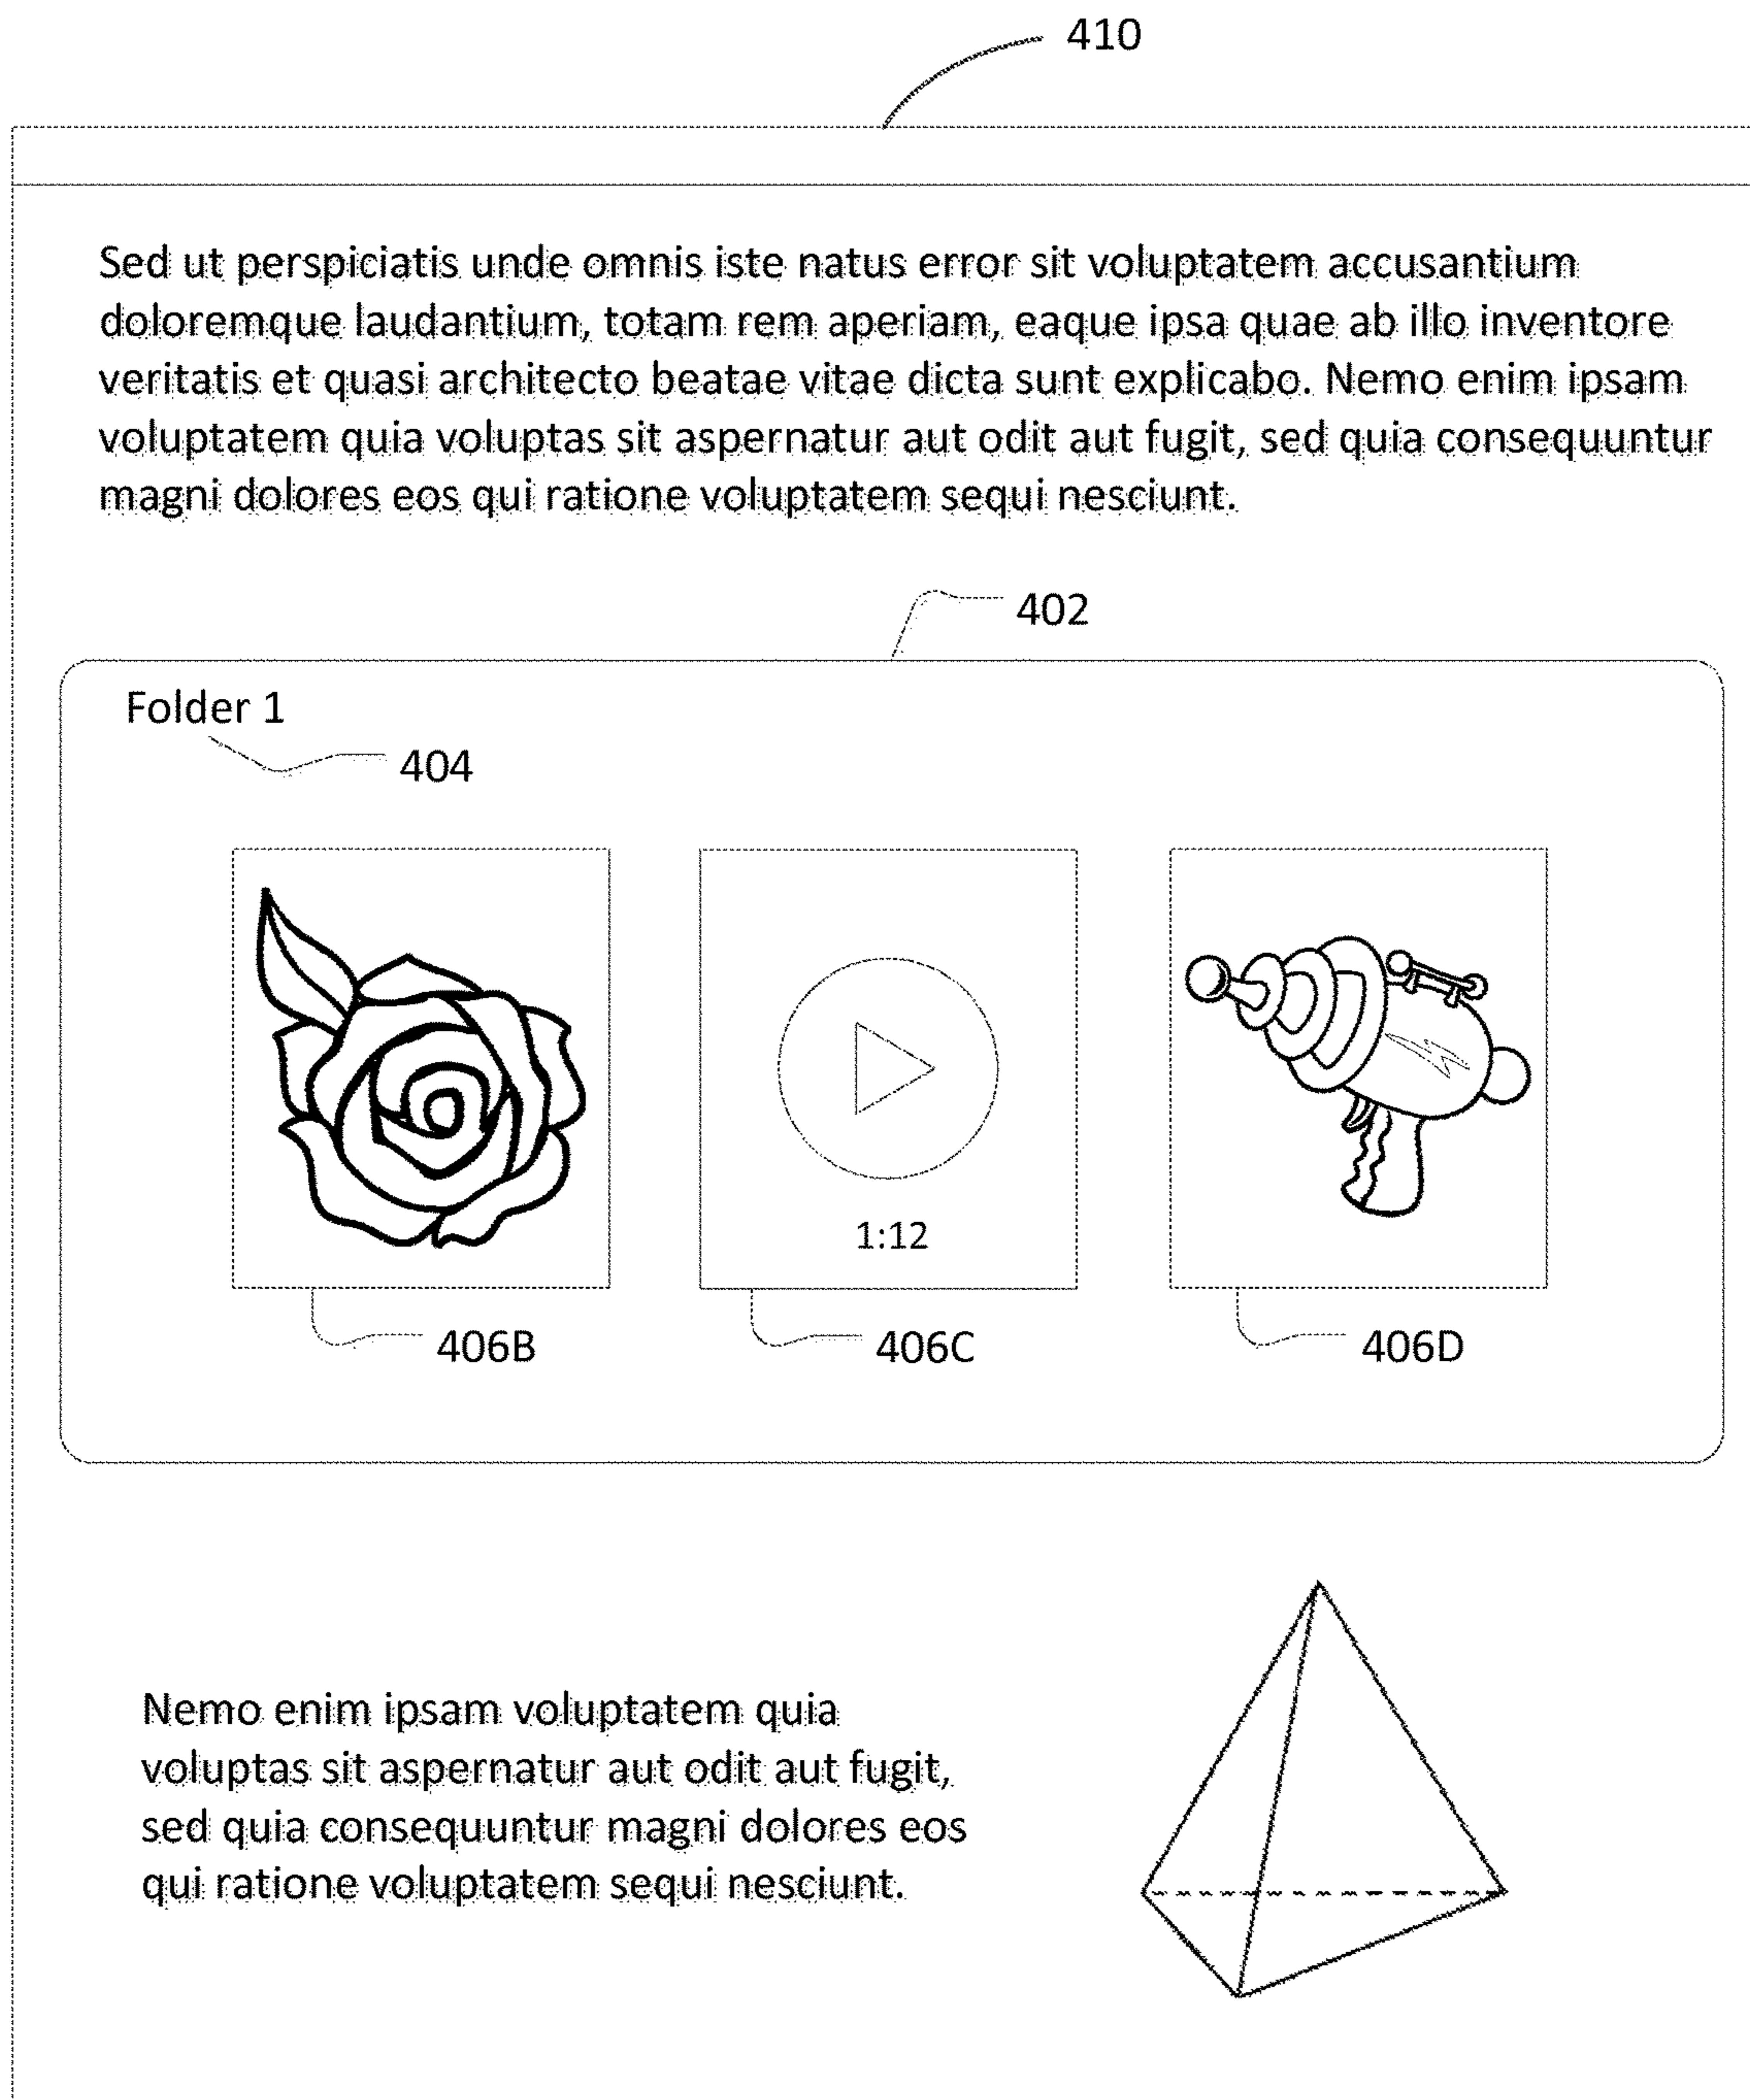 410
Sed ut perspiciatis unde omnis iste natus error sit voluptatem accusantium
doloremque laudantium, totam rem aperiam, eaque ipsa quae ab illo inventore
veritatis et quasi architecto beatae vitae dicta sunt explicabo. Nemo enim ipsam
voluptatem quia voluptas sit aspernatur aut odit aut fugit, sed quia consequuntur
magni dolores eos qui ratione voluptatem sequi nesciunt.
402
Folder 1
404
1:12
406B
406C
406D
Nemo enim ipsam voluptatem quia
voluptas sit aspernatur aut odit aut fugit,
sed quia consequuntur magni dolores eos
qui ratione voluptatem sequi nesciunt.